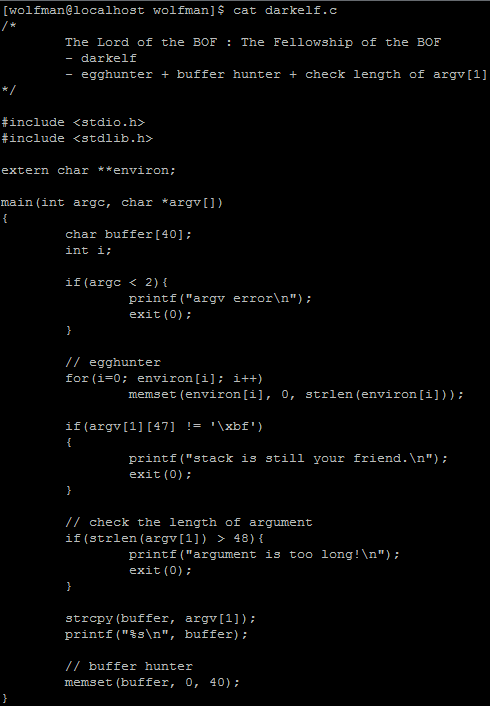 [wolfman@localhost wolfman]$ cat darkelf.c
/*
        The Lord of the BOF : The Fellowship of the BOF
        - darkelf
        - egghunter + buffer hunter + check length of argv[1]
*/

#include <stdio.h>
#include <stdlib.h>

extern char **environ;

main(int argc, char *argv[])
{
        char buffer[40];
        int i;

        if(argc < 2){
                printf("argv error\n");
                exit(0);
        }

        // egghunter
        for(i=0; environ[i]; i++)
                memset(environ[i], 0, strlen(environ[i]));

        if(argv[1][47] != '\xbf')
        {
                printf("stack is still your friend.\n");
                exit(0);
        }

        // check the length of argument
        if(strlen(argv[1]) > 48){
                printf("argument is too long!\n");
                exit(0);
        }

        strcpy(buffer, argv[1]);
        printf("%s\n", buffer);

        // buffer hunter
        memset(buffer, 0, 40);
}